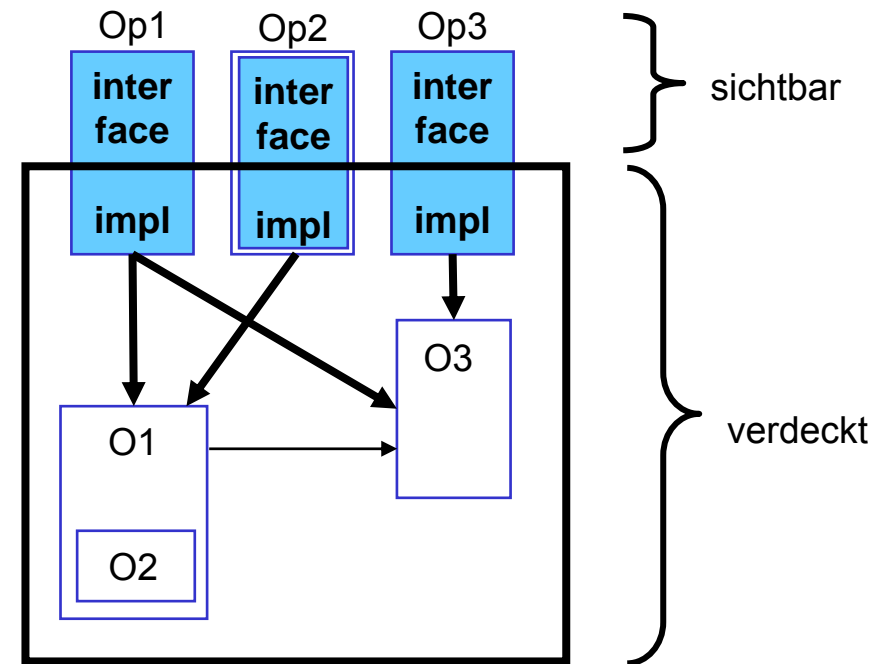 Op1
Op2
Op3
inter
face
inter
face
inter
face
sichtbar
impl
impl
impl
O3
O1
verdeckt
O2